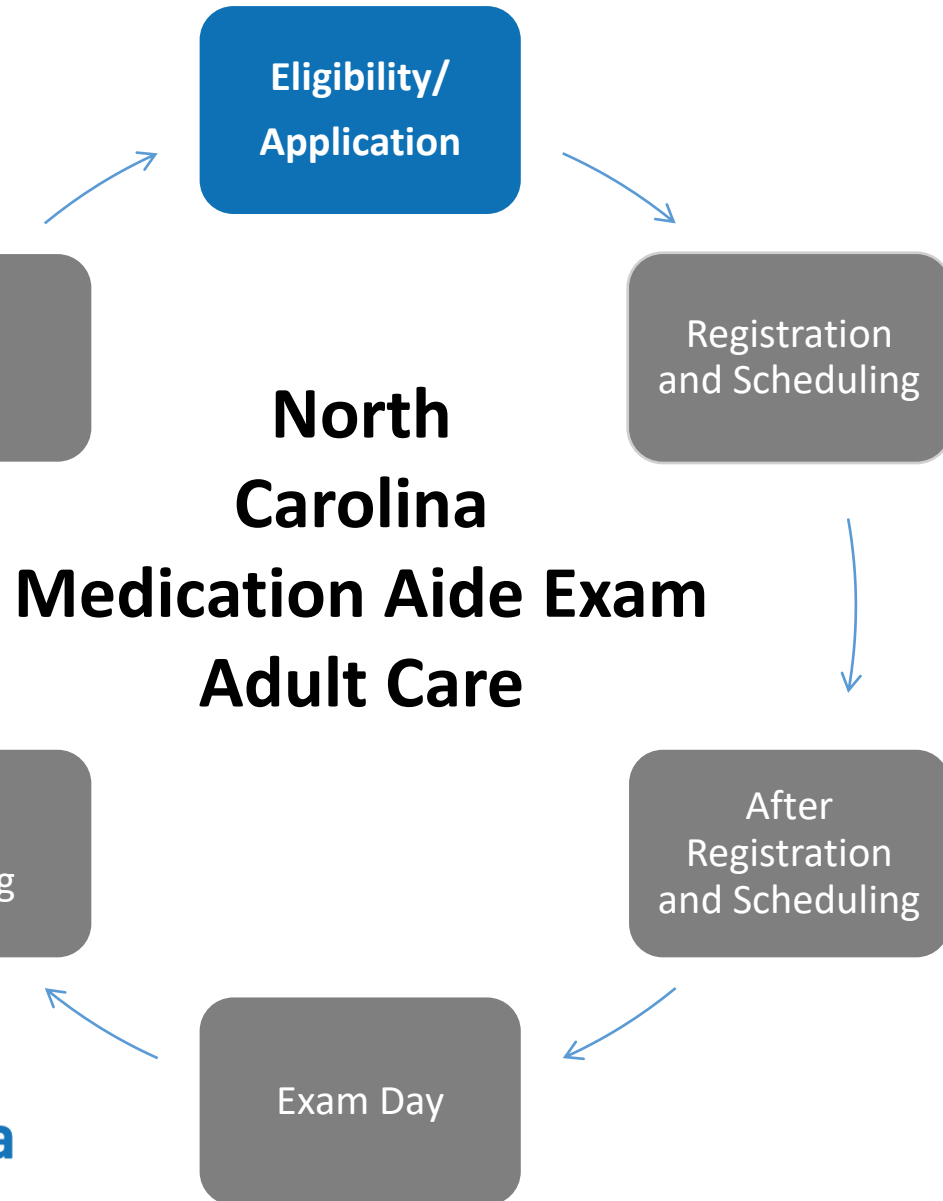 Eligibility/
Application
Registration
and Scheduling
North
Carolina
Medication Aide Exam
Adult Care
After
Registration
and Scheduling
Exam Day